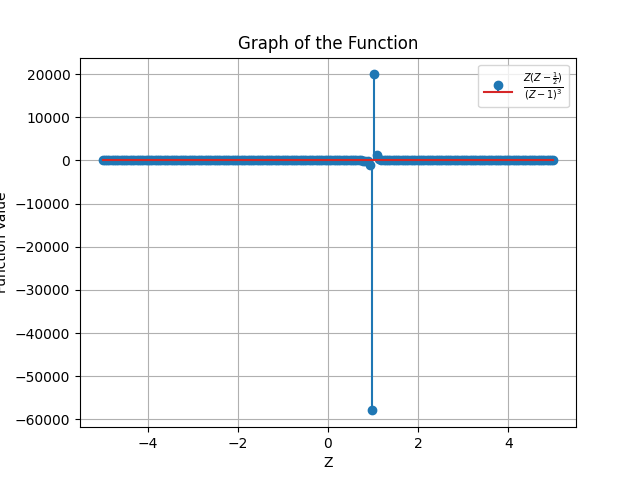 Graph of the Function
Z(Z − 1/2)
(Z − 1)³
20000
10000
0
−10000
−20000
−30000
−40000
−50000
−60000
−4
−2
0
2
4
Z
Function Value